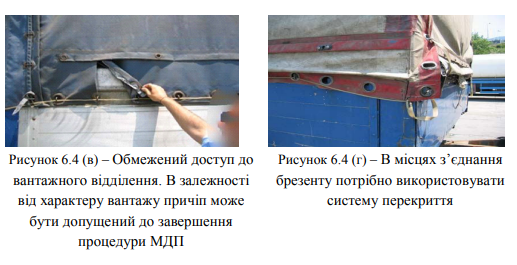 Рисунок 6.4 (в) – Обмежений доступ до
вантажного відділення. В залежності
від характеру вантажу причіп може
бути допущений до завершення
процедури МДП
Рисунок 6.4 (г) – В місцях з’єднання
брезенту потрібно використовувати
систему перекриття